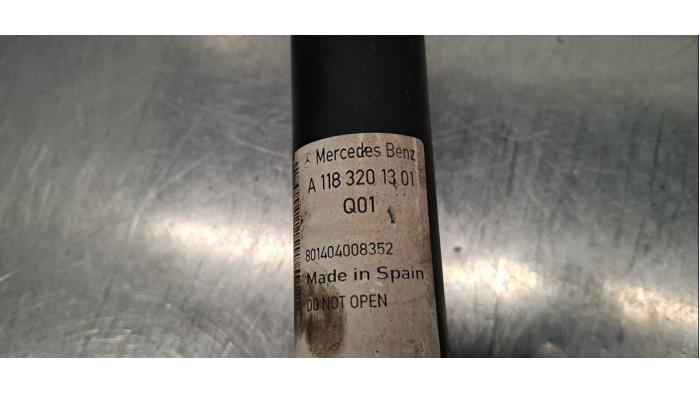 Mercedes Benz
A 118 320 13 01
Q01
801404008352
Made in Spain
DO NOT OPEN